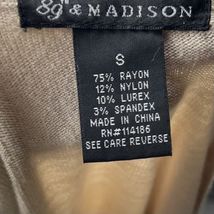 89th & MADISON
S
75% RAYON
12% NYLON
10% LUREX
3% SPANDEX
MADE IN CHINA
RN#114186
SEE CARE REVERSE